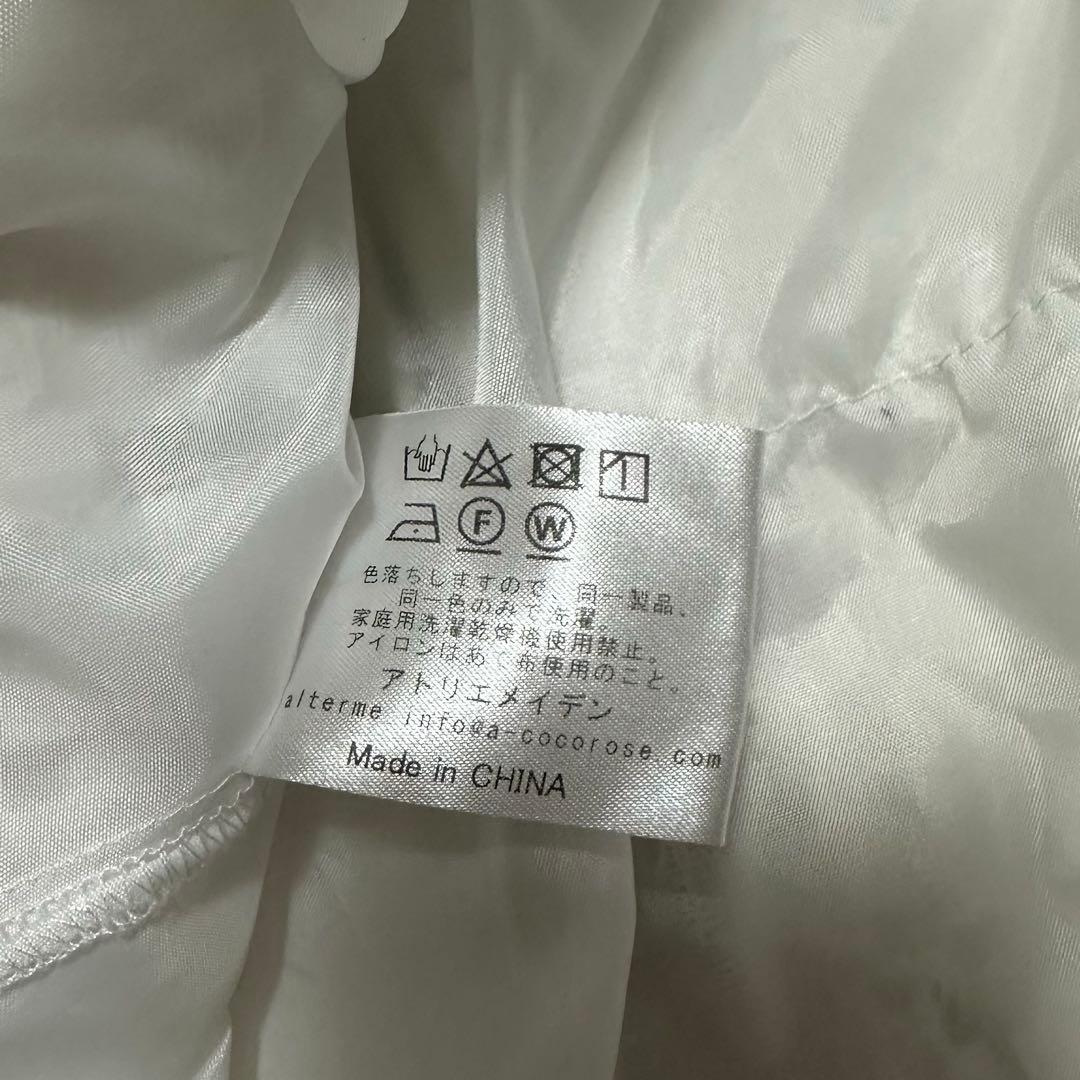 F W
色落ちしますので、同一製品、
同一色のみで洗濯。
家庭用洗濯乾燥機使用禁止。
アイロンはあて布使用のこと。
アトリエメイデン
alterme info@a-cocorose.com
Made in CHINA